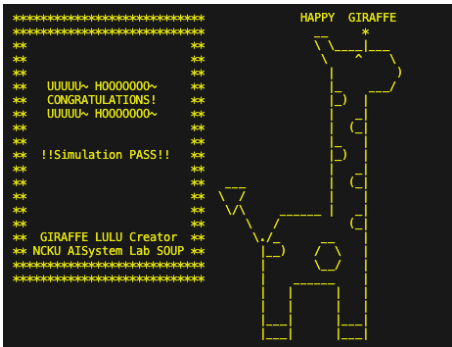 HAPPY GIRAFFE
UUUUU~ HOOOOOOO~
CONGRATULATIONS!
UUUUU~ HOOOOOOO~
!!Simulation PASS!!
GIRAFFE LULU Creator
NCKU AISystem Lab SOUP